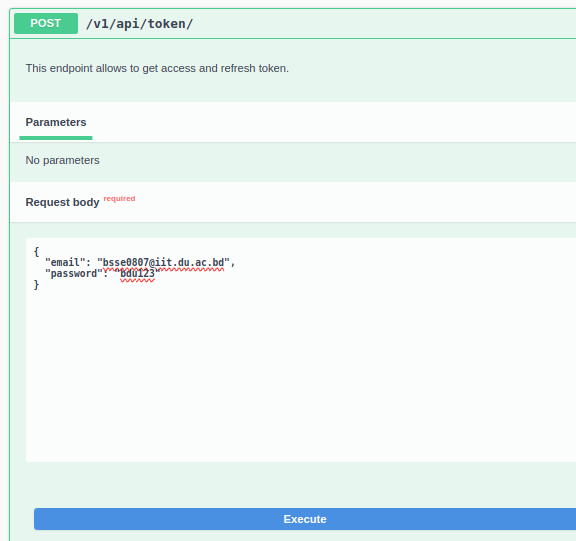 POST /v1/api/token/
This endpoint allows to get access and refresh token.
Parameters
No parameters
Request body required
{
"email": "bsse0807@iit.du.ac.bd",
"password": "bdu123"
}
Execute